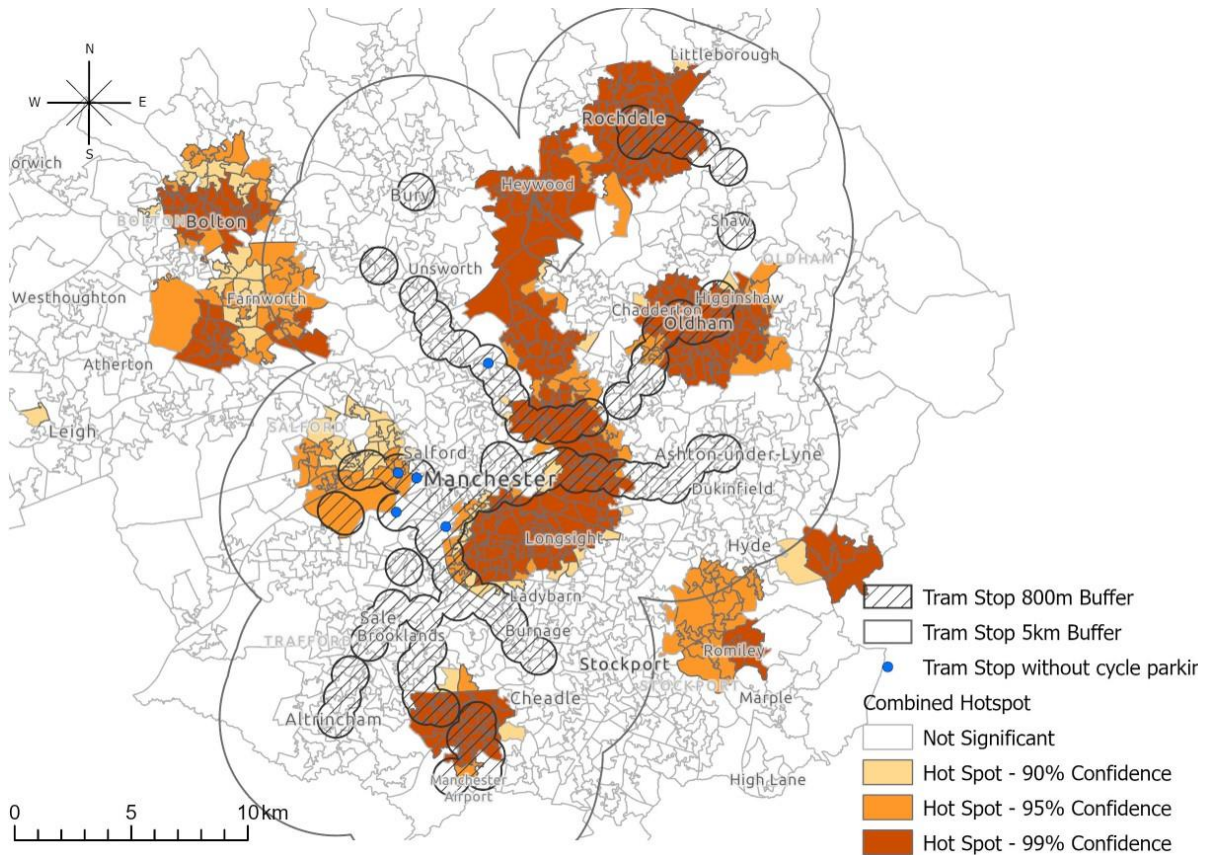 N
W E
S
Littleborough
Rochdale
orwich
Heywood
Bury
BOLTON
Bolton
Shaw
OLDHAM
Unsworth
Westhoughton
Farnworth
Higginshaw
Chadderton
Oldham
Atherton
Leigh
SALFORD
Salford
Ashton-under-Lyne
Manchester
Dukinfield
Longsight
Hyde
Ladybarn
Sale
Burnage
TRAFFORD
Brooklands
Stockport
Romiley
STOCKPORT
Cheadle
Marple
Altrincham
Manchester
Airport
High Lane
0 5 10km
Tram Stop 800m Buffer
Tram Stop 5km Buffer
Tram Stop without cycle parkir
Combined Hotspot
Not Significant
Hot Spot - 90% Confidence
Hot Spot - 95% Confidence
Hot Spot - 99% Confidence